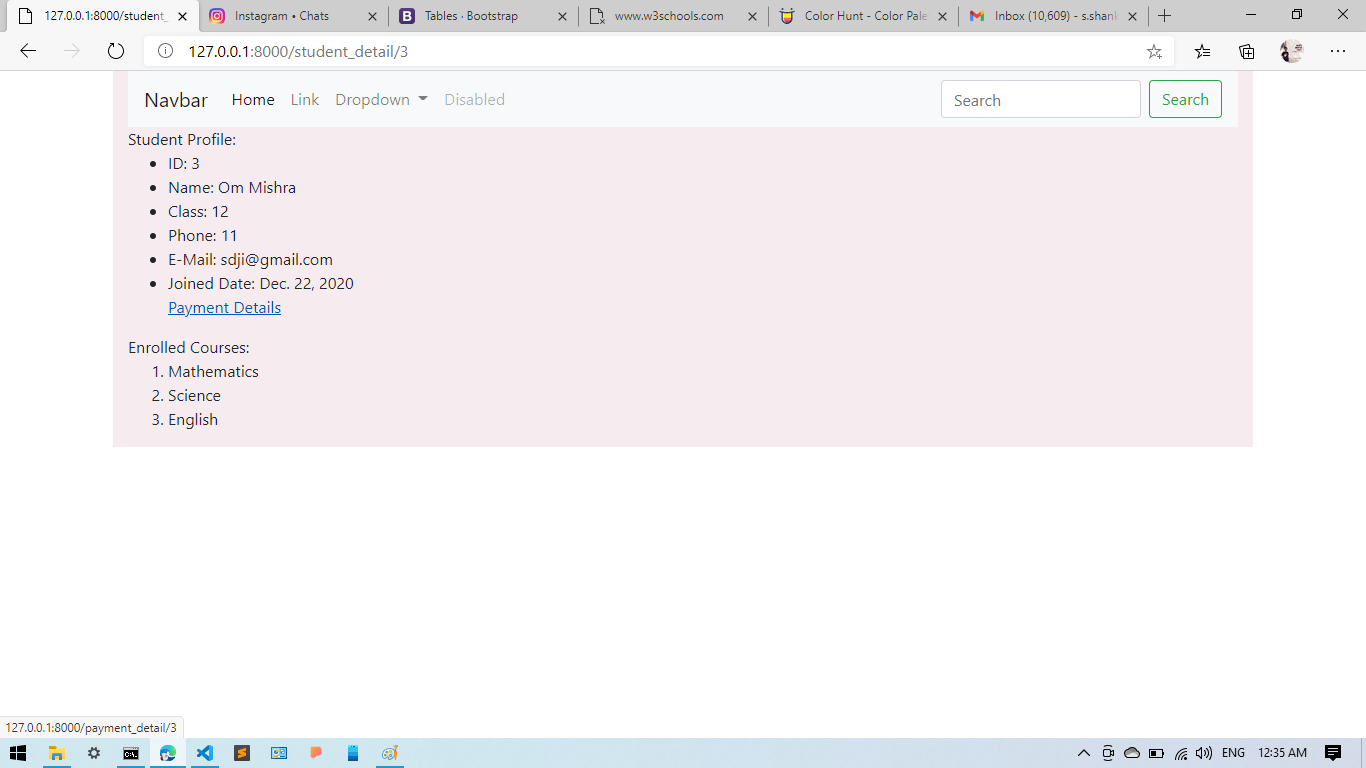 127.0.0.1:8000/student_
Instagram • Chats
Tables · Bootstrap
www.w3schools.com
Color Hunt - Color Pale
Inbox (10,609) - s.shank
127.0.0.1:8000/student_detail/3
Navbar Home Link Dropdown Disabled Search Search
Student Profile:
• ID: 3
• Name: Om Mishra
• Class: 12
• Phone: 11
• E-Mail: sdji@gmail.com
• Joined Date: Dec. 22, 2020
Payment Details
Enrolled Courses:
1. Mathematics
2. Science
3. English
127.0.0.1:8000/payment_detail/3
ENG 12:35 AM